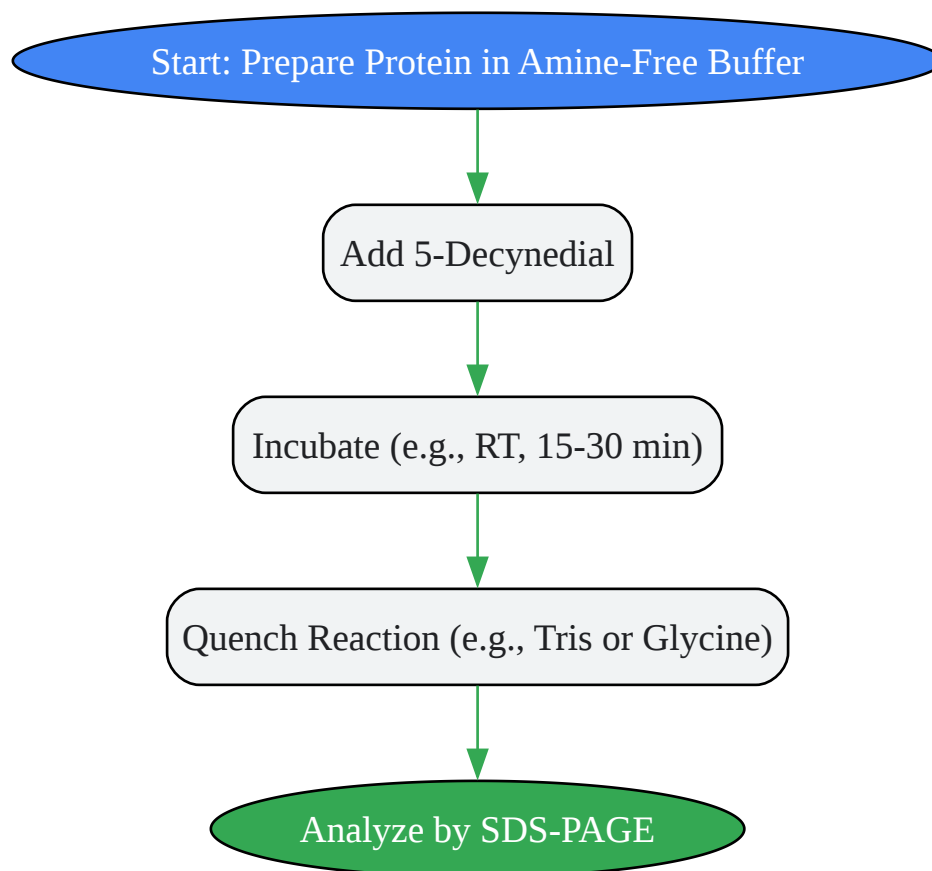 Start: Prepare Protein in Amine-Free Buffer
Add 5-Decynedial
Incubate (e.g., RT, 15-30 min)
Quench Reaction (e.g., Tris or Glycine)
Analyze by SDS-PAGE